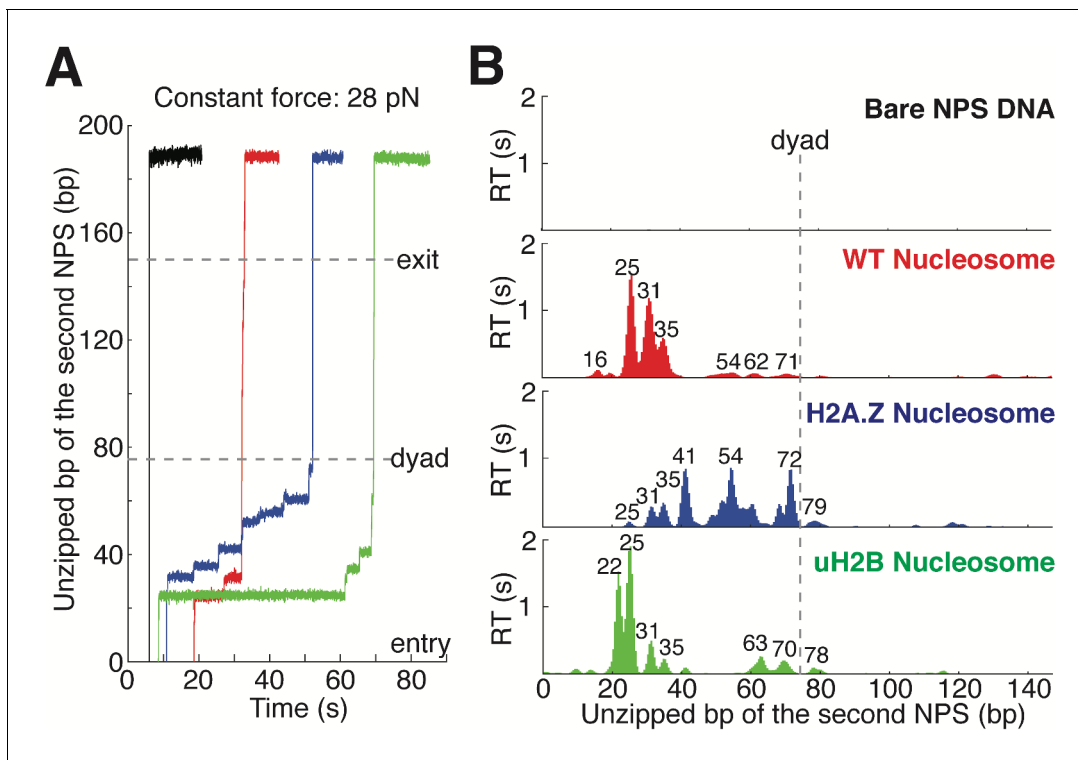 A
Constant force: 28 pN
Unzipped bp of the second NPS (bp)
200
160
120
80
40
0
exit
dyad
entry
0 20 40 60 80
Time (s)
B
Bare NPS DNA
dyad
RT (s)
2
1
WT Nucleosome
RT (s)
2
1
25
31
35
16
54 62 71
H2A.Z Nucleosome
RT (s)
2
1
25
31
35
41
54
72
79
uH2B Nucleosome
RT (s)
2
1
22
25
31
35
63
70
78
0 20 40 60 80 100 120 140
Unzipped bp of the second NPS (bp)